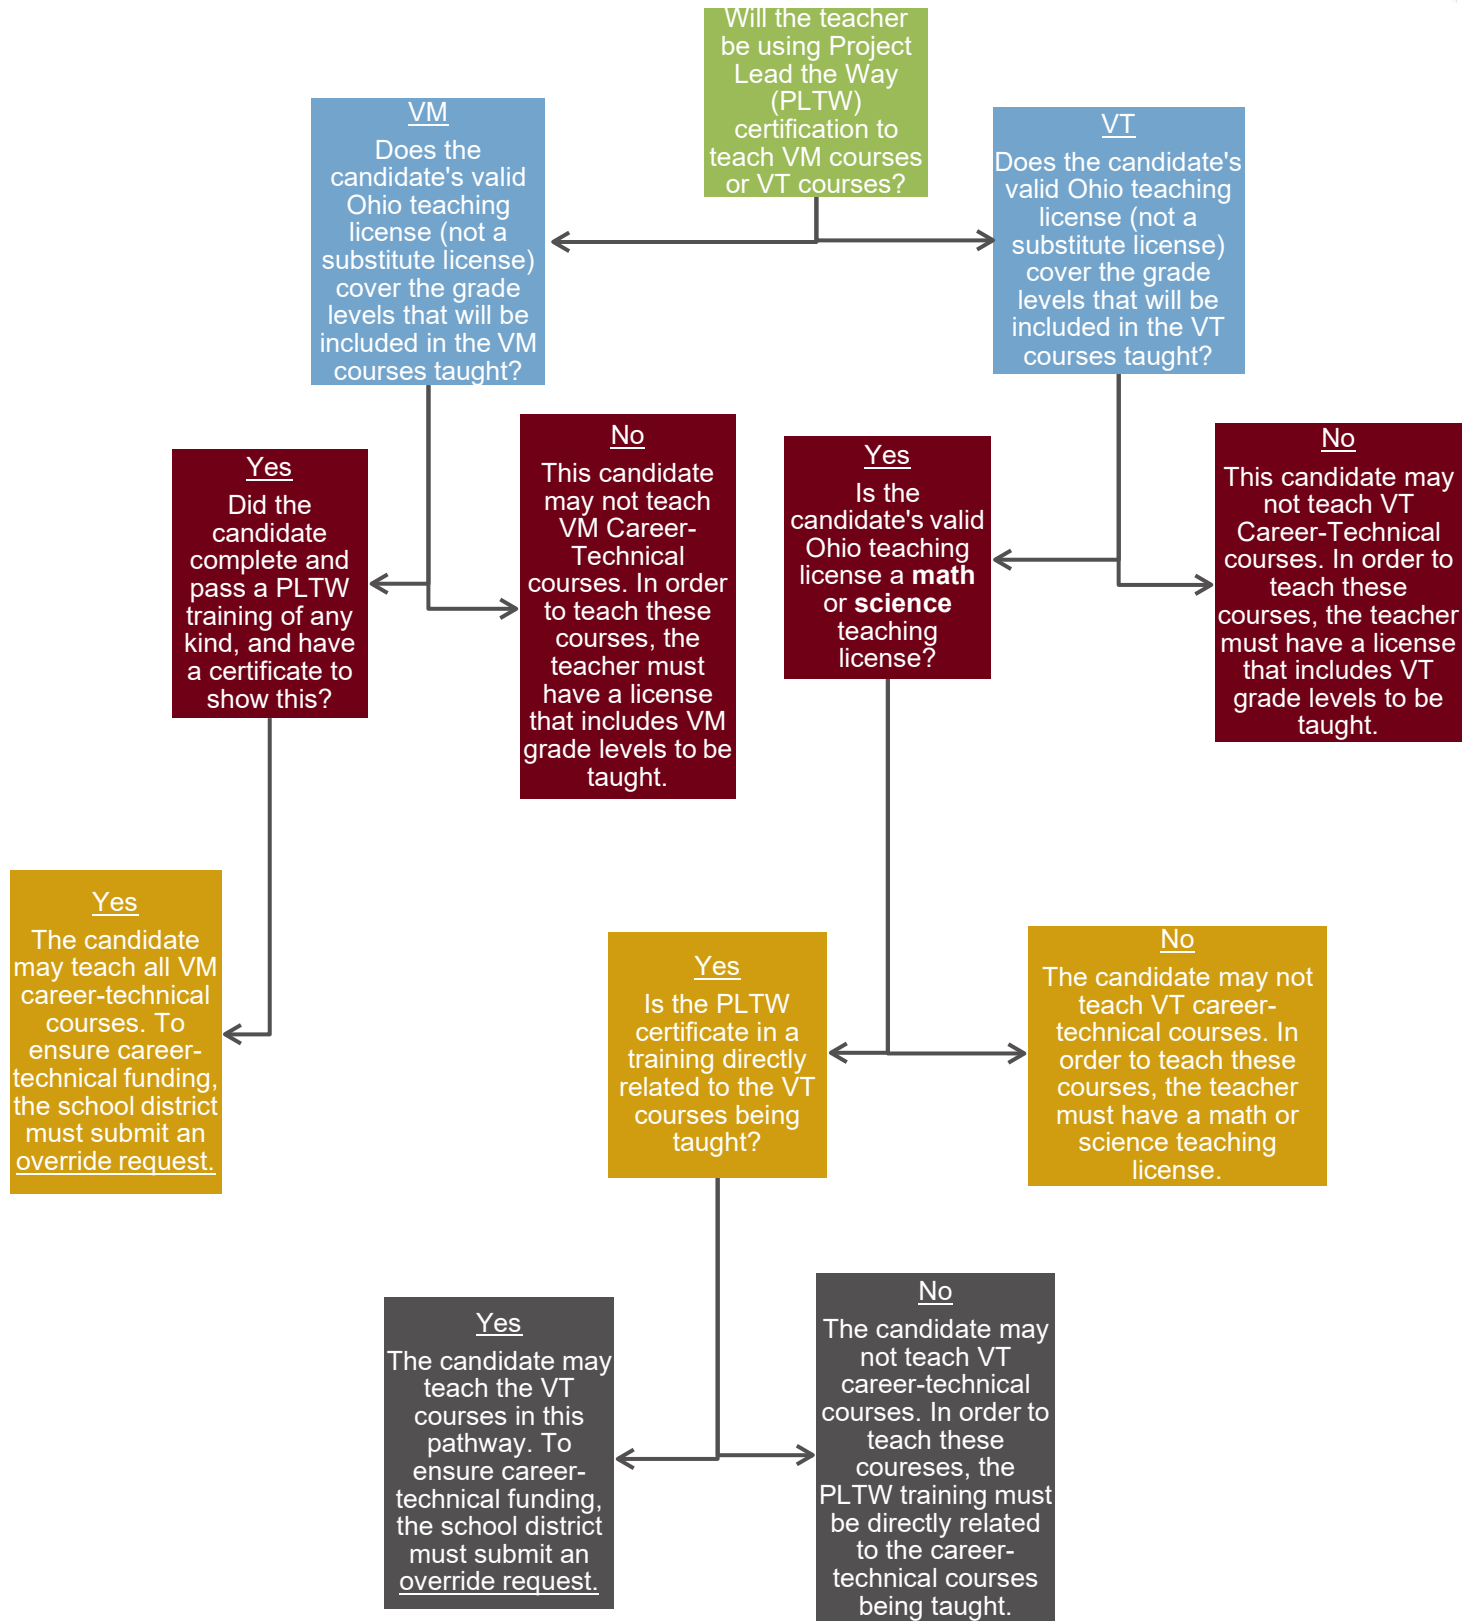 Will the teacher
be using Project
Lead the Way
(PLTW)
certification to
teach VM courses
or VT courses?
VM
Does the
candidate's valid
Ohio teaching
license (not a
substitute license)
cover the grade
levels that will be
included in the VM
courses taught?
VT
Does the candidate's
valid Ohio teaching
license (not a
substitute license)
cover the grade
levels that will be
included in the VT
courses taught?
Yes
Did the
candidate
complete and
pass a PLTW
training of any
kind, and have
a certificate to
show this?
No
This candidate
may not teach
VM Career-
Technical
courses. In order
to teach these
courses, the
teacher must
have a license
that includes VM
grade levels to be
taught.
Yes
Is the
candidate's valid
Ohio teaching
license a math
or science
teaching
license?
No
This candidate may
not teach VT
Career-Technical
courses. In order to
teach these
courses, the teacher
must have a license
that includes VT
grade levels to be
taught.
Yes
The candidate
may teach all VM
career-technical
courses. To
ensure career-
technical funding,
the school district
must submit an
override request.
Yes
Is the PLTW
certificate in a
training directly
related to the VT
courses being
taught?
No
The candidate may not
teach VT career-
technical courses. In
order to teach these
courses, the teacher
must have a math or
science teaching
license.
Yes
The candidate may
teach the VT
courses in this
pathway. To
ensure career-
technical funding,
the school district
must submit an
override request.
No
The candidate may
not teach VT
career-technical
courses. In order to
teach these
coureses, the
PLTW training must
be directly related
to the career-
technical courses
being taught.